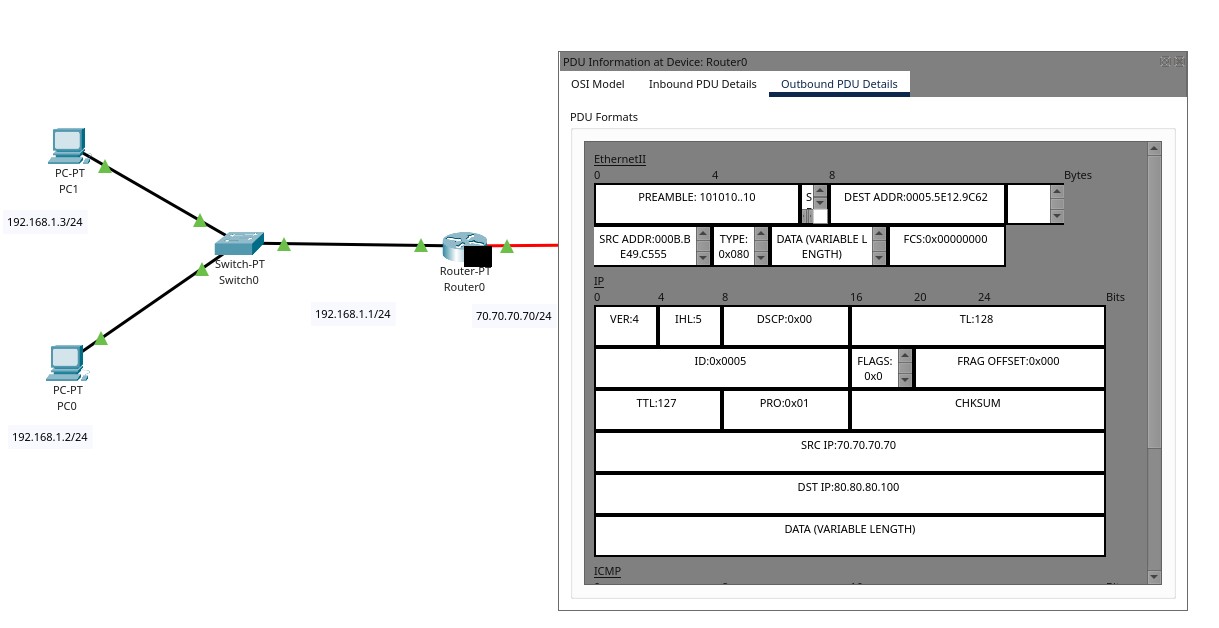 PC-PT
PC1
192.168.1.3/24
Switch-PT
Switch0
Router-PT
Router0
192.168.1.1/24
70.70.70.70/24
PC-PT
PC0
192.168.1.2/24
PDU Information at Device: Router0
OSI Model Inbound PDU Details Outbound PDU Details
PDU Formats
EthernetII
0 4 8 Bytes
PREAMBLE: 101010..10 S DEST ADDR:0005.5E12.9C62
SRC ADDR:000B.B
E49.C555
TYPE:
0x080
DATA (VARIABLE L
ENGTH)
FCS:0x00000000
IP
0 4 8 16 20 24 Bits
VER:4 IHL:5 DSCP:0x00 TL:128
ID:0x0005 FLAGS:
0x0
FRAG OFFSET:0x000
TTL:127 PRO:0x01 CHKSUM
SRC IP:70.70.70.70
DST IP:80.80.80.100
DATA (VARIABLE LENGTH)
ICMP